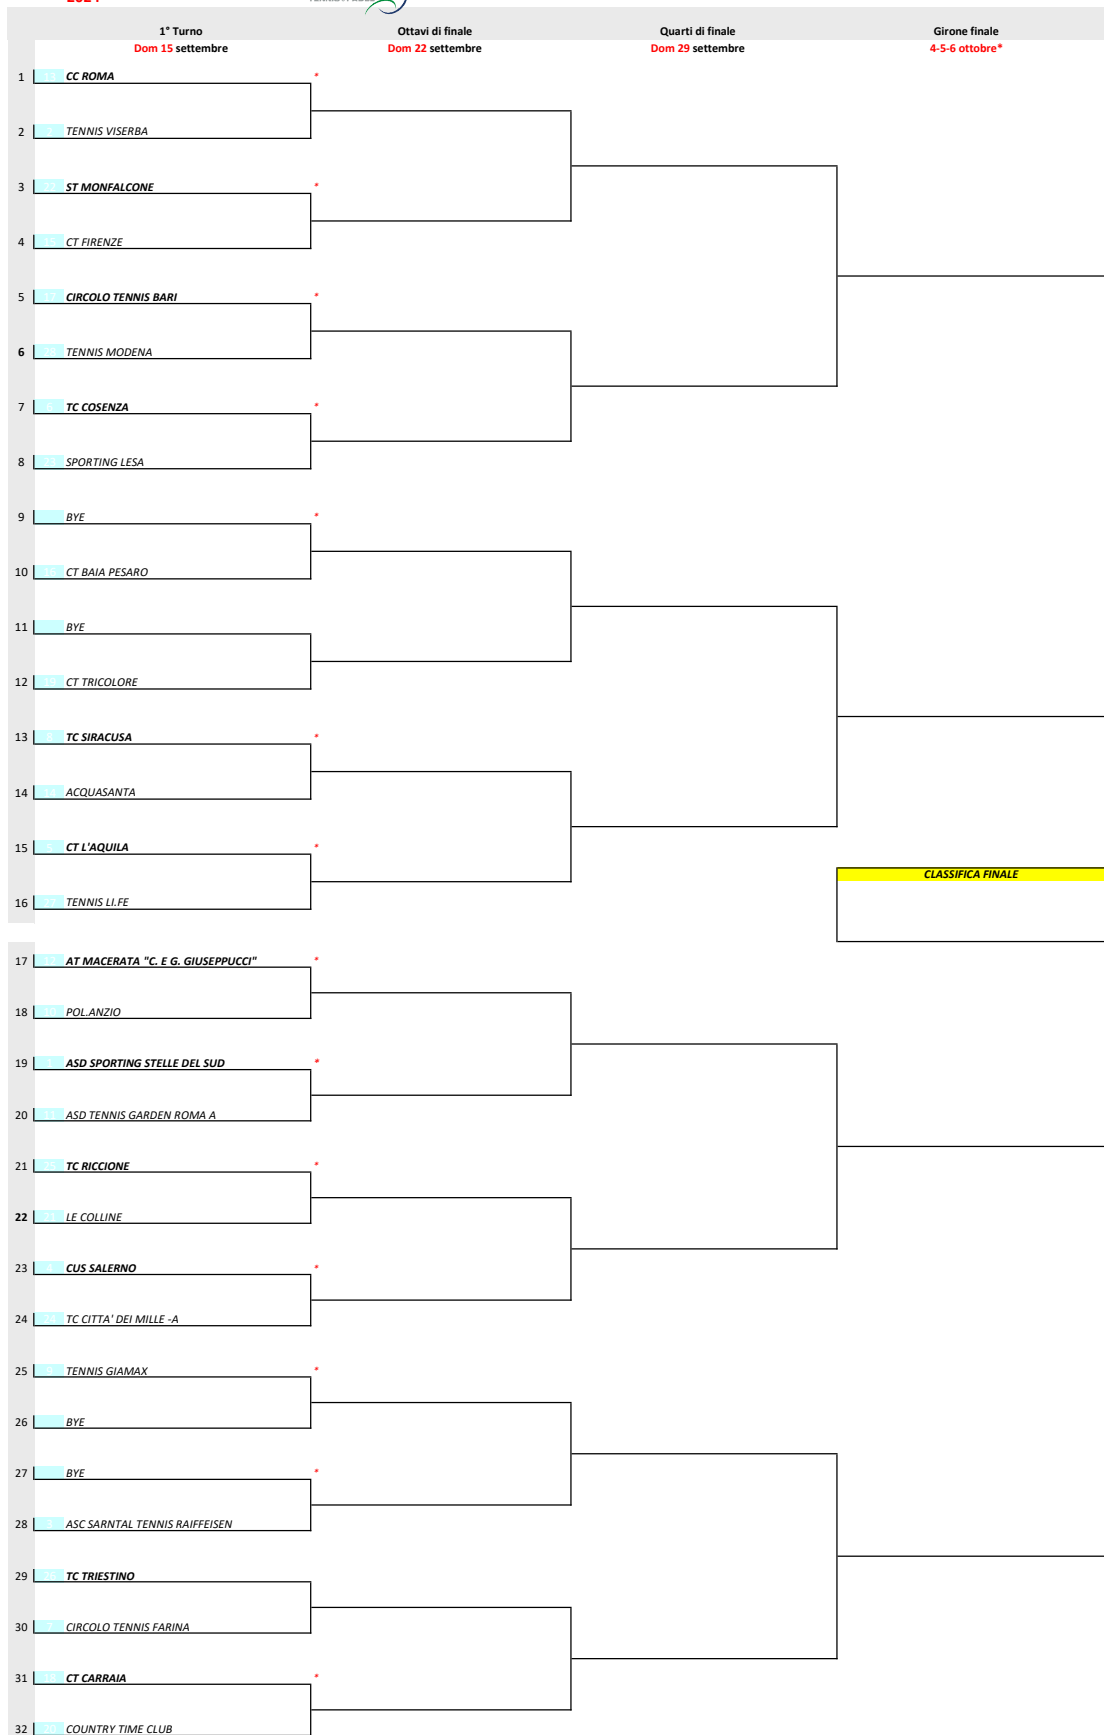 1° Turno Ottavi di finale Quarti di finale Girone finale
Dom 15 settembre Dom 22 settembre Dom 29 settembre 4-5-6 ottobre*
1 CC ROMA *
2 TENNIS VISERBA
3 ST MONFALCONE *
4 CT FIRENZE
5 CIRCOLO TENNIS BARI *
6 TENNIS MODENA
7 TC COSENZA *
8 SPORTING LESA
9 BYE *
10 CT BAIA PESARO
11 BYE
12 CT TRICOLORE
13 TC SIRACUSA *
14 ACQUASANTA
15 CT L'AQUILA *
CLASSIFICA FINALE
16 TENNIS LI.FE
17 AT MACERATA "C. E G. GIUSEPPUCCI" *
18 POL.ANZIO
19 ASD SPORTING STELLE DEL SUD *
20 ASD TENNIS GARDEN ROMA A
21 TC RICCIONE *
22 LE COLLINE
23 CUS SALERNO *
24 TC CITTA' DEI MILLE -A
25 TENNIS GIAMAX *
26 BYE
27 BYE *
28 ASC SARNTAL TENNIS RAIFFEISEN
29 TC TRIESTINO
30 CIRCOLO TENNIS FARINA
31 CT CARRAIA *
32 COUNTRY TIME CLUB